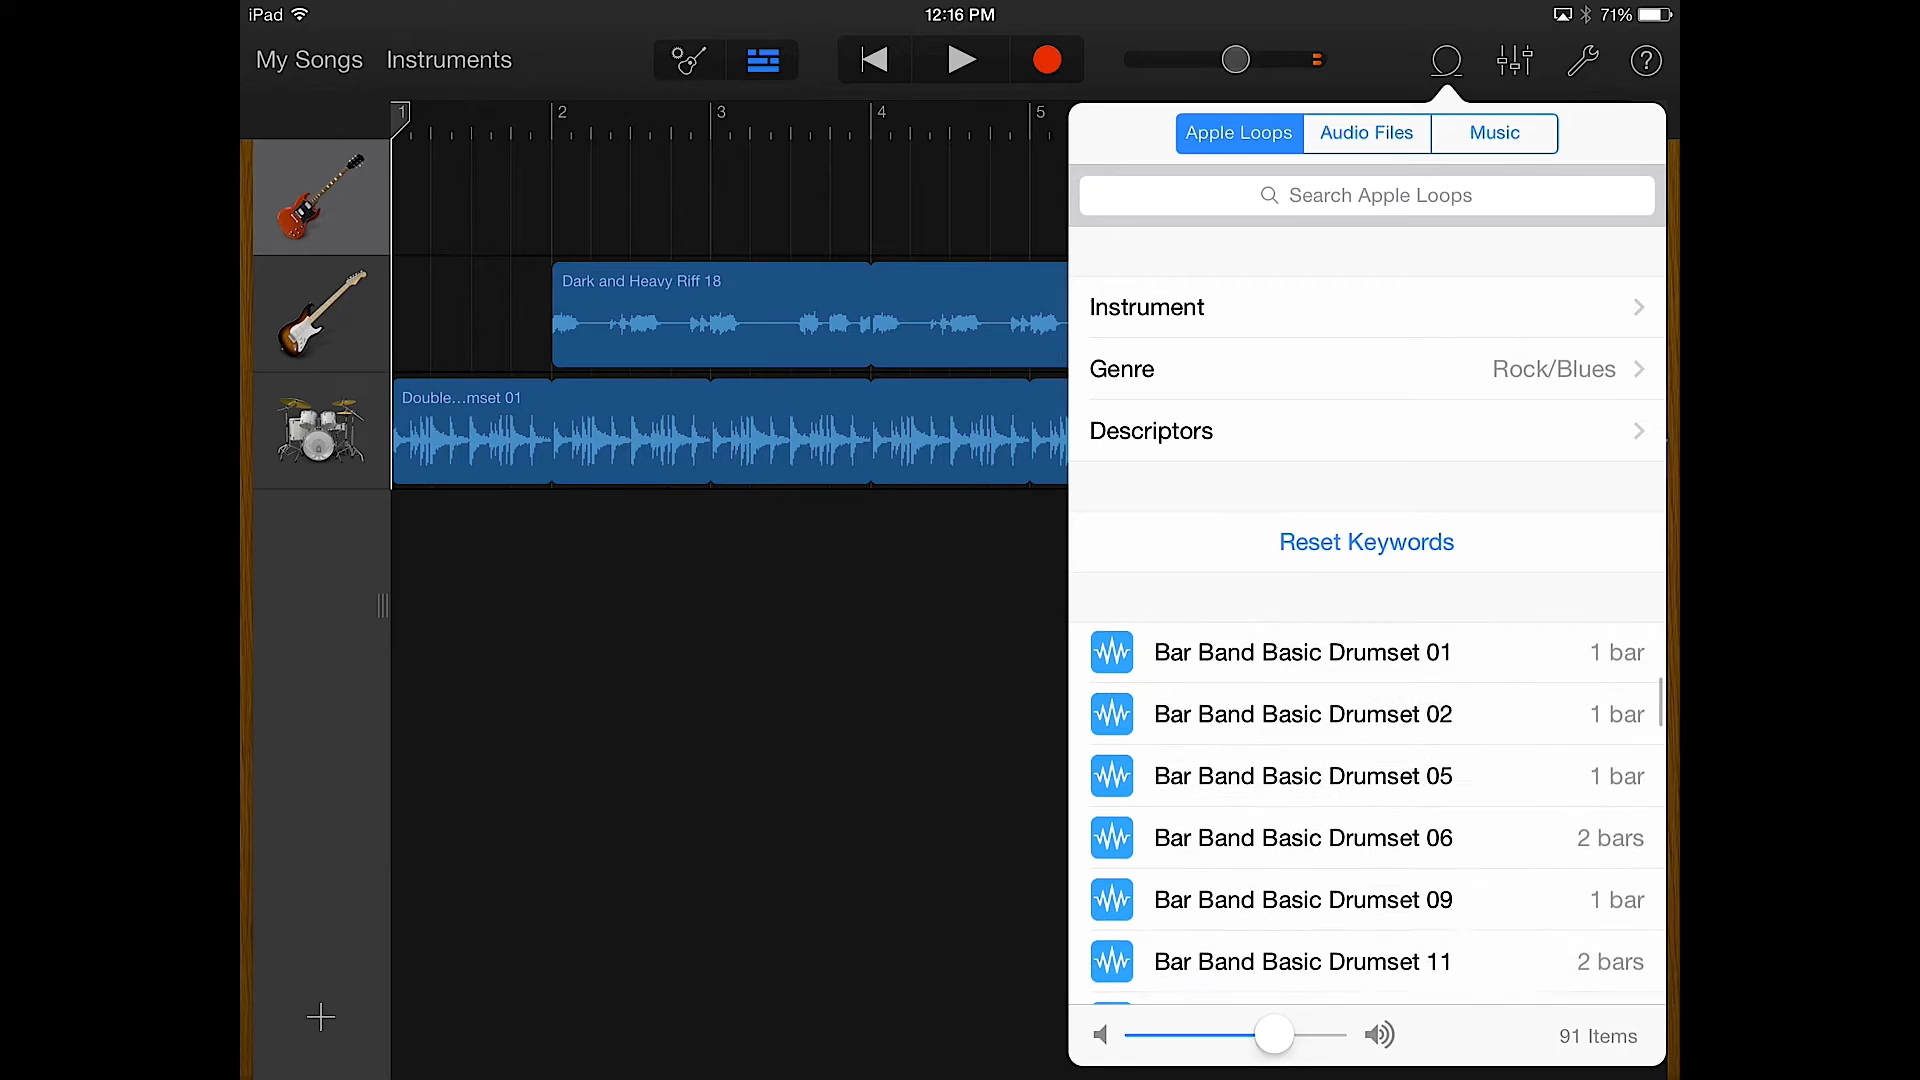 iPad
12:16 PM
71%
My Songs
Instruments
?
1
2
3
4
5
Apple Loops
Audio Files
Music
Search Apple Loops
Instrument
Dark and Heavy Riff 18
Genre
Rock/Blues
Double...mset 01
Descriptors
Reset Keywords
Bar Band Basic Drumset 01
1 bar
Bar Band Basic Drumset 02
1 bar
Bar Band Basic Drumset 05
1 bar
Bar Band Basic Drumset 06
2 bars
Bar Band Basic Drumset 09
1 bar
Bar Band Basic Drumset 11
2 bars
91 Items